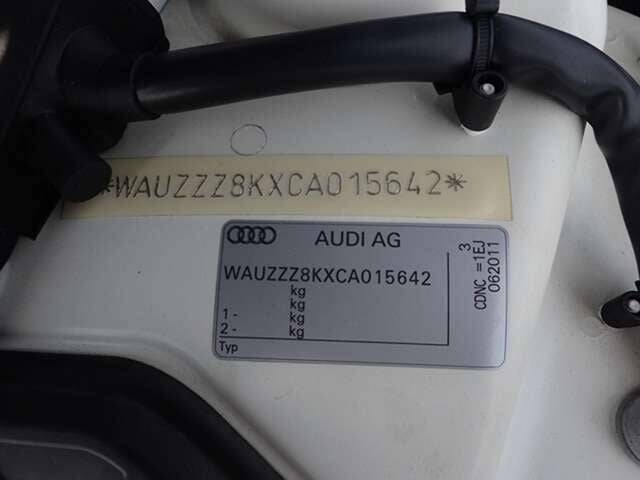 *WAUZZZ8KXCA015642*
AUDI AG
WAUZZZ8KXCA015642
kg
kg
1 - kg
2 - kg
Typ
3
CDNC =1EJ
062011